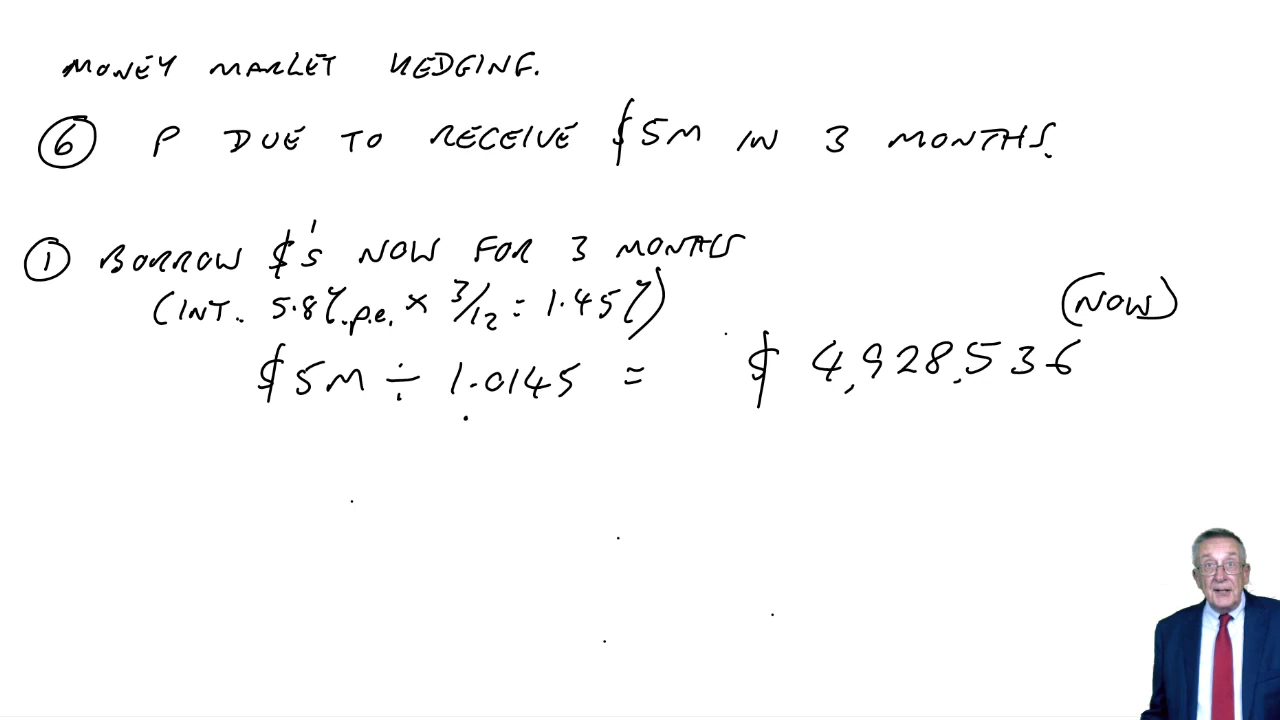 MONEY MARKET HEDGING.
⑥ P DUE TO RECEIVE $5M IN 3 MONTHS.
① BORROW $'s NOW FOR 3 MONTHS
(INT. 5.8% p.a. × 3/12 = 1.45%)
(NOW)
$5M ÷ 1.0145 = $ 4,928,536